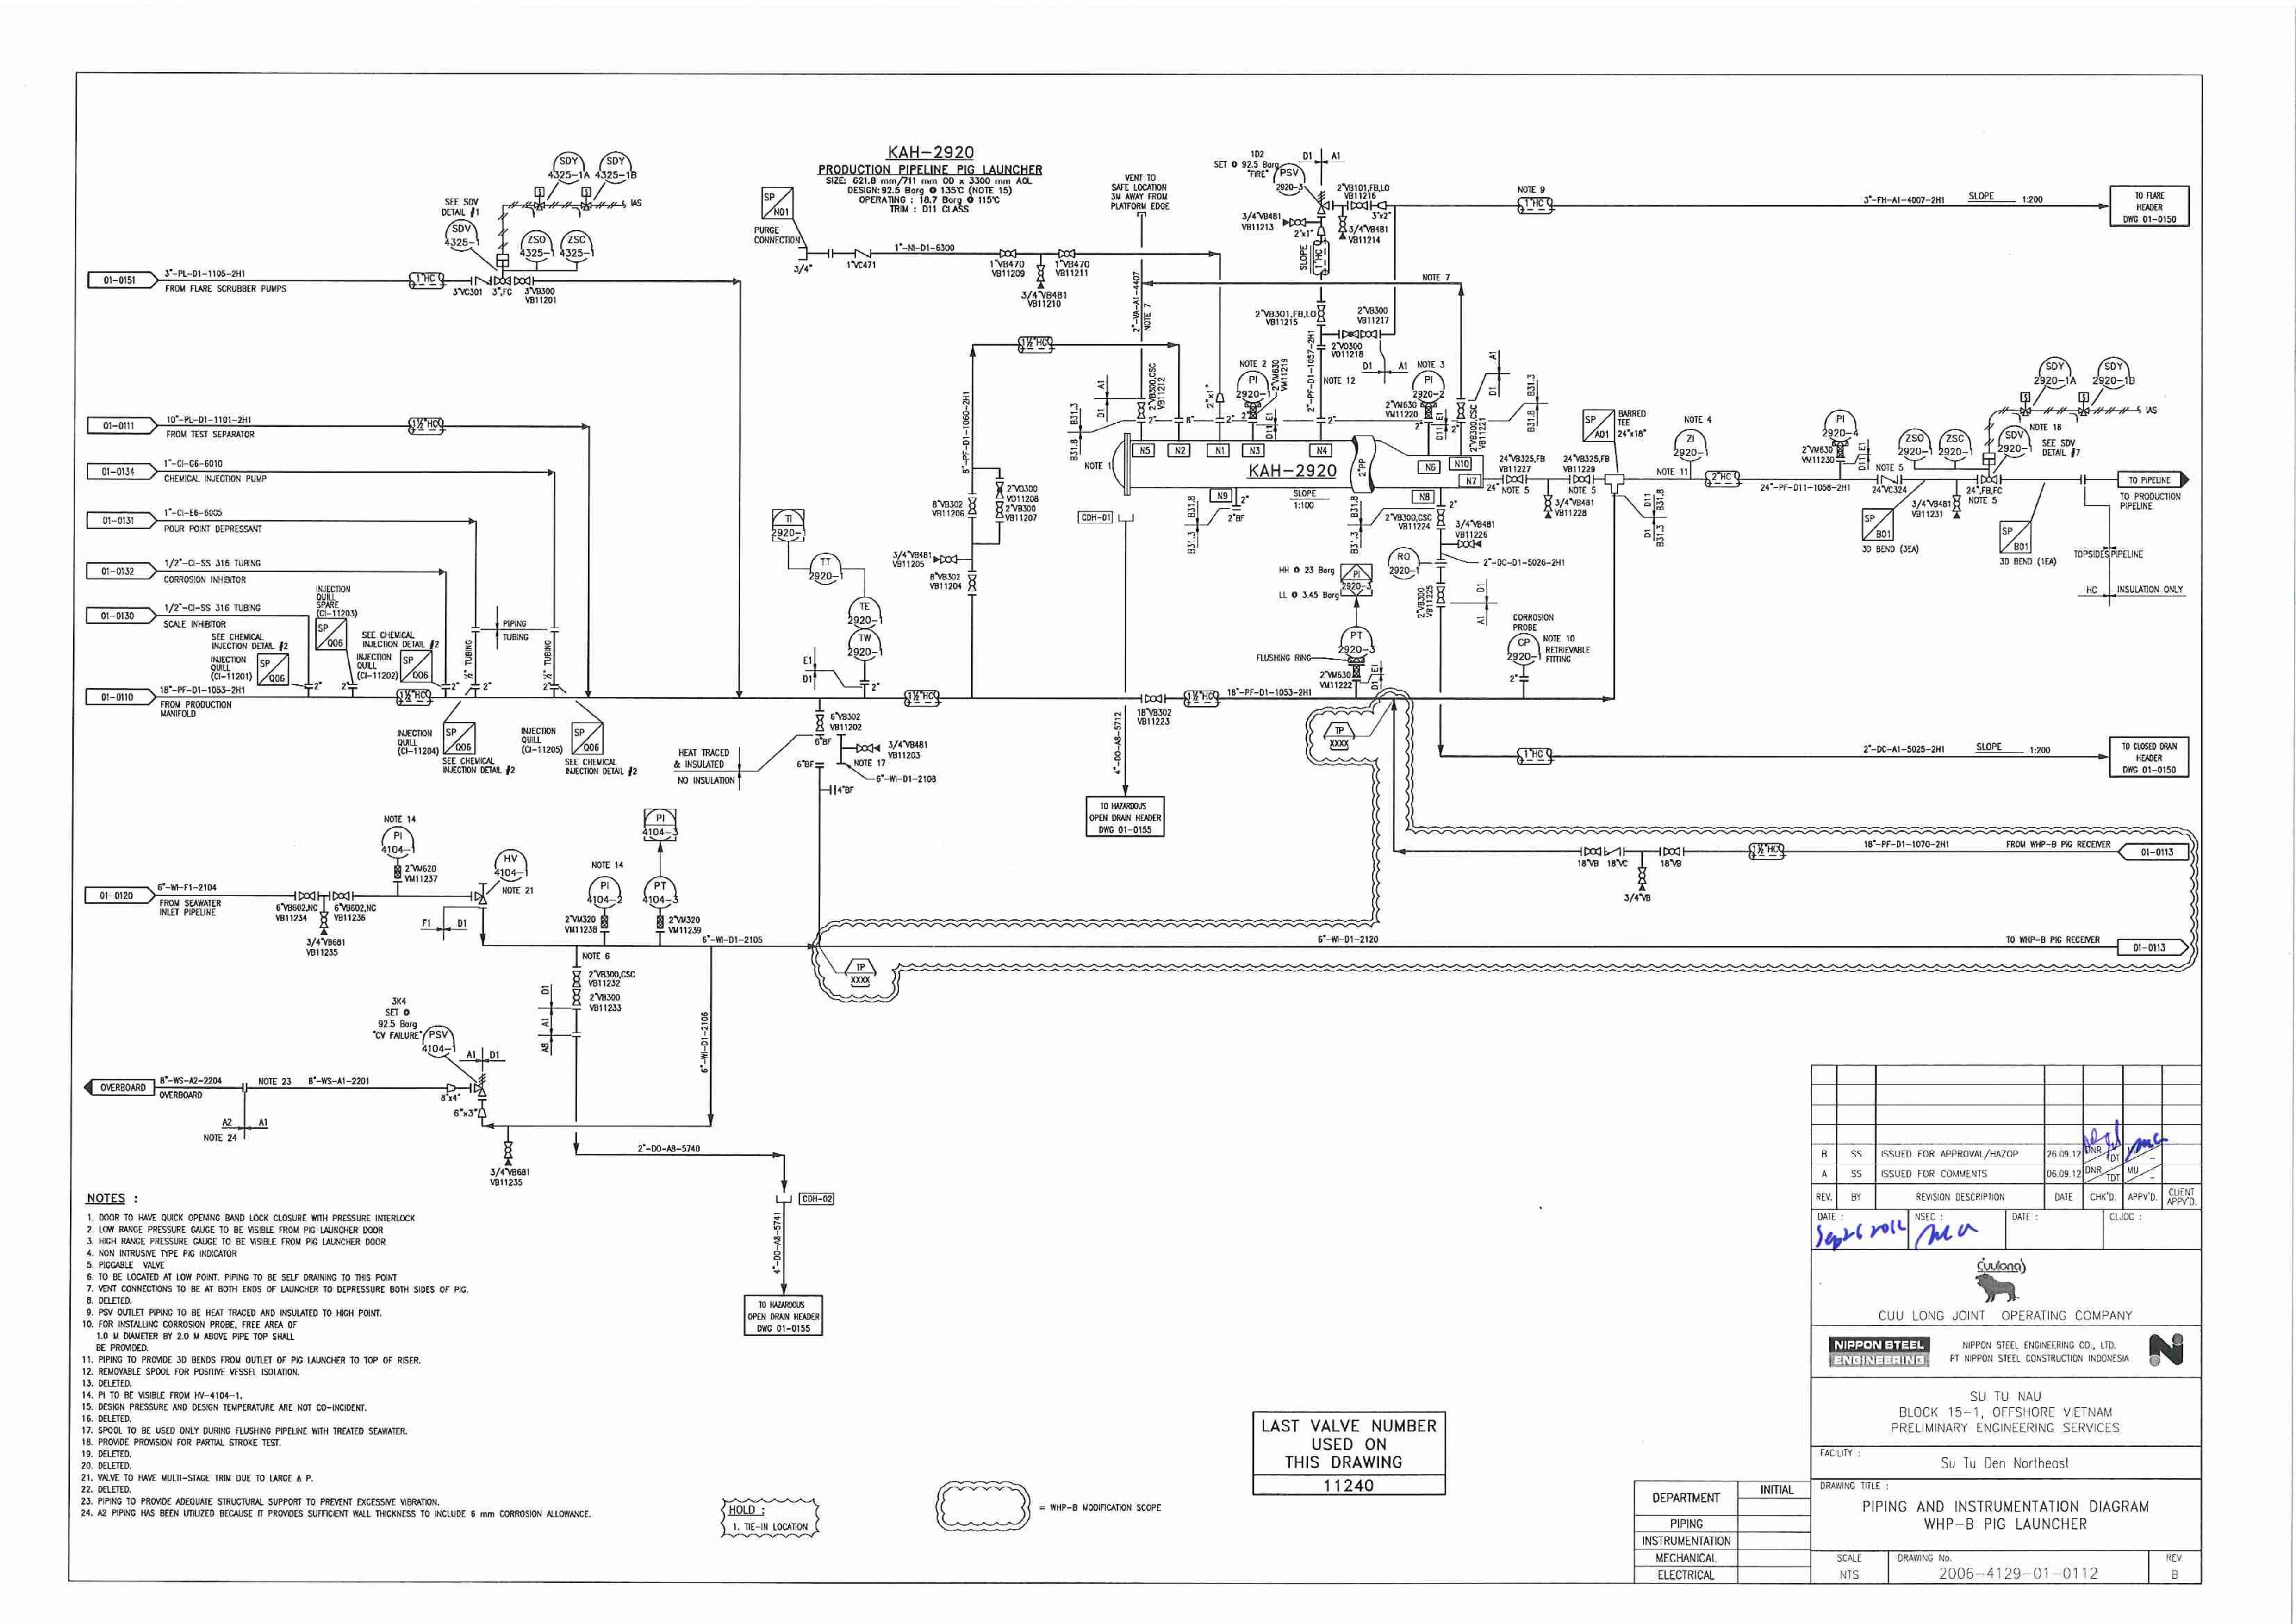 KAH-2920
PRODUCTION PIPELINE PIG LAUNCHER
SIZE: 621.8 mm/711 mm OD x 3300 mm AOL
DESIGN: 92.5 Barg @ 135°C (NOTE 15)
OPERATING : 18.7 Barg @ 115°C
TRIM : D11 CLASS
SDY
4325-1A
SDY
4325-1B
IAS
SEE SDV
DETAIL #1
SDV
4325-1
ZSO
4325-1
ZSC
4325-1
01-0151
3"-PL-D1-1105-2H1
FROM FLARE SCRUBBER PUMPS
1"HC
3"VC301
3",FC
3"VB300
VB11201
SP
N01
PURGE
CONNECTION
3/4"
1"VC471
1"-NI-D1-6300
1"VB470
VB11209
1"VB470
VB11211
3/4"VB481
VB11210
VENT TO
SAFE LOCATION
3M AWAY FROM
PLATFORM EDGE
2"-VA-A1-4407
NOTE 7
1D2
SET @ 92.5 Barg
"FIRE"
PSV
2920-3
D1
A1
2"VB101,FB,LO
VB11216
3"x2"
3/4"VB481
VB11213
2"x1"
3/4"VB481
VB11214
SLOPE
1"HC
NOTE 9
1"HC
3"-FH-A1-4007-2H1
SLOPE
1:200
TO FLARE
HEADER
DWG 01-0150
NOTE 7
2"VB301,FB,LO
VB11215
2"VB300
VB11217
2"VO300
VO11218
D1
A1
2"-PF-D1-1057-2H1
NOTE 12
01-0111
10"-PL-D1-1101-2H1
FROM TEST SEPARATOR
1½"HC
01-0134
1"-CI-G6-6010
CHEMICAL INJECTION PUMP
01-0131
1"-CI-E6-6005
POUR POINT DEPRESSANT
01-0132
1/2"-CI-SS 316 TUBING
CORROSION INHIBITOR
01-0130
1/2"-CI-SS 316 TUBING
SCALE INHIBITOR
INJECTION
QUILL
SPARE
(CI-11203)
SP
Q06
SEE CHEMICAL
INJECTION DETAIL #2
INJECTION
QUILL
(CI-11201)
SP
Q06
SEE CHEMICAL
INJECTION DETAIL #2
INJECTION
QUILL
(CI-11202)
SP
Q06
PIPING
TUBING
½" TUBING
½" TUBING
2"
2"
2"
2"
2"
01-0110
18"-PF-D1-1053-2H1
FROM PRODUCTION
MANIFOLD
1½"HC
INJECTION
QUILL
(CI-11204)
SP
Q06
SEE CHEMICAL
INJECTION DETAIL #2
INJECTION
QUILL
(CI-11205)
SP
Q06
SEE CHEMICAL
INJECTION DETAIL #2
TI
2920-1
TT
2920-1
TE
2920-1
TW
2920-1
E1
D1
2"
1½"HC
6"VB302
VB11202
6"BF
3/4"VB481
VB11203
NOTE 17
6"BF
6"-WI-D1-2108
4"BF
HEAT TRACED
& INSULATED
NO INSULATION
1½"HC
8"-PF-D1-1060-2H1
8"VB302
VB11206
2"VO300
VO11208
2"VB300
VB11207
3/4"VB481
VB11205
8"VB302
VB11204
A1
D1
2"VB300,CSC
VB11212
B31.3
B31.8
2"
8"
2"x1"
2"
NOTE 2
PI
2920-1
2"VM630
VM11219
2"
D11
E1
2"
NOTE 3
PI
2920-2
2"VM630
VM11220
2"
D11
E1
2"
2"VB300,CSC
VB11221
A1
D1
B31.3
B31.8
NOTE 1
N5
N2
N1
N3
N4
N6
N10
N7
KAH-2920
2"PP
N9
2"
2"BF
SLOPE
1:100
N8
2"
B31.8
B31.3
B31.8
B31.3
CDH-01
24"
24"VB325,FB
VB11227
NOTE 5
24"VB325,FB
VB11229
NOTE 5
3/4"VB481
VB11228
SP
A01
BARRED
TEE
24"x18"
D11
D1
B31.8
B31.3
NOTE 4
ZI
2920-1
NOTE 11
2"HC
24"-PF-D11-1058-2H1
PI
2920-4
2"VM630
VM11230
D11
E1
NOTE 5
24"VC324
ZSO
2920-1
ZSC
2920-1
SDY
2920-1A
SDY
2920-1B
IAS
NOTE 18
SDV
2920-1
SEE SDV
DETAIL #7
3/4"VB481
VB11231
24",FB,FC
NOTE 5
SP
B01
3D BEND (3EA)
SP
B01
3D BEND (1EA)
TO PIPELINE
TO PRODUCTION
PIPELINE
TOPSIDES
PIPELINE
HC
INSULATION ONLY
2"VB300,CSC
VB11224
3/4"VB481
VB11226
RO
2920-1
2"-DC-D1-5026-2H1
2"VB300
VB11225
D1
A1
HH @ 23 Barg
PI
2920-3
LL @ 3.45 Barg
PT
2920-3
FLUSHING RING
2"VM630
VM11222
D1
E1
CORROSION
PROBE
CP
2920-1
NOTE 10
RETRIEVABLE
FITTING
2"
18"VB302
VB11223
1½"HC
18"-PF-D1-1053-2H1
TP
XXXX
4"-DO-A8-5712
TO HAZARDOUS
OPEN DRAIN HEADER
DWG 01-0155
1"HC
2"-DC-A1-5025-2H1
SLOPE
1:200
TO CLOSED DRAIN
HEADER
DWG 01-0150
18"VB
18"VC
18"VB
3/4"VB
1½"HC
18"-PF-D1-1070-2H1
FROM WHP-B PIG RECEIVER
01-0113
6"-WI-D1-2120
TO WHP-B PIG RECEIVER
01-0113
TP
XXXX
01-0120
6"-WI-F1-2104
FROM SEAWATER
INLET PIPELINE
NOTE 14
PI
4104-1
2"VM620
VM11237
6"VB602,NC
VB11234
6"VB602,NC
VB11236
3/4"VB681
VB11235
HV
4104-1
NOTE 21
F1
D1
NOTE 14
PI
4104-2
2"VM320
VM11238
PI
4104-3
PT
4104-3
2"VM320
VM11239
6"-WI-D1-2105
NOTE 6
2"VB300,CSC
VB11232
2"VB300
VB11233
D1
A1
A8
6"-WI-D1-2106
3K4
SET @
92.5 Barg
"CV FAILURE"
PSV
4104-1
A1
D1
OVERBOARD
8"-WS-A2-2204
OVERBOARD
NOTE 23
8"-WS-A1-2201
8"x4"
6"x3"
A2
A1
NOTE 24
3/4"VB681
VB11235
2"-DO-A8-5740
CDH-02
4"-DO-A8-5741
TO HAZARDOUS
OPEN DRAIN HEADER
DWG 01-0155
NOTES :
1. DOOR TO HAVE QUICK OPENING BAND LOCK CLOSURE WITH PRESSURE INTERLOCK
2. LOW RANGE PRESSURE GAUGE TO BE VISIBLE FROM PIG LAUNCHER DOOR
3. HIGH RANGE PRESSURE GAUGE TO BE VISIBLE FROM PIG LAUNCHER DOOR
4. NON INTRUSIVE TYPE PIG INDICATOR
5. PIGGABLE VALVE
6. TO BE LOCATED AT LOW POINT. PIPING TO BE SELF DRAINING TO THIS POINT
7. VENT CONNECTIONS TO BE AT BOTH ENDS OF LAUNCHER TO DEPRESSURE BOTH SIDES OF PIG.
8. DELETED.
9. PSV OUTLET PIPING TO BE HEAT TRACED AND INSULATED TO HIGH POINT.
10. FOR INSTALLING CORROSION PROBE, FREE AREA OF
1.0 M DIAMETER BY 2.0 M ABOVE PIPE TOP SHALL
BE PROVIDED.
11. PIPING TO PROVIDE 3D BENDS FROM OUTLET OF PIG LAUNCHER TO TOP OF RISER.
12. REMOVABLE SPOOL FOR POSITIVE VESSEL ISOLATION.
13. DELETED.
14. PI TO BE VISIBLE FROM HV-4104-1.
15. DESIGN PRESSURE AND DESIGN TEMPERATURE ARE NOT CO-INCIDENT.
16. DELETED.
17. SPOOL TO BE USED ONLY DURING FLUSHING PIPELINE WITH TREATED SEAWATER.
18. PROVIDE PROVISION FOR PARTIAL STROKE TEST.
19. DELETED.
20. DELETED.
21. VALVE TO HAVE MULTI-STAGE TRIM DUE TO LARGE Δ P.
22. DELETED.
23. PIPING TO PROVIDE ADEQUATE STRUCTURAL SUPPORT TO PREVENT EXCESSIVE VIBRATION.
24. A2 PIPING HAS BEEN UTILIZED BECAUSE IT PROVIDES SUFFICIENT WALL THICKNESS TO INCLUDE 6 mm CORROSION ALLOWANCE.
HOLD :
1. TIE-IN LOCATION
= WHP-B MODIFICATION SCOPE
LAST VALVE NUMBER
USED ON
THIS DRAWING
11240
DEPARTMENT
INITIAL
PIPING
INSTRUMENTATION
MECHANICAL
ELECTRICAL
B SS ISSUED FOR APPROVAL/HAZOP 26.09.12 DNR TDT -
A SS ISSUED FOR COMMENTS 06.09.12 DNR TDT MU -
REV. BY REVISION DESCRIPTION DATE CHK'D. APPV'D. CLIENT APPV'D.
DATE :
NSEC :
DATE :
CLJOC :
Sep 26 2012
Cuulong
CUU LONG JOINT OPERATING COMPANY
NIPPON STEEL
ENGINEERING
NIPPON STEEL ENGINEERING CO., LTD.
PT NIPPON STEEL CONSTRUCTION INDONESIA
SU TU NAU
BLOCK 15-1, OFFSHORE VIETNAM
PRELIMINARY ENGINEERING SERVICES
FACILITY :
Su Tu Den Northeast
DRAWING TITLE :
PIPING AND INSTRUMENTATION DIAGRAM
WHP-B PIG LAUNCHER
SCALE
NTS
DRAWING No.
2006-4129-01-0112
REV.
B